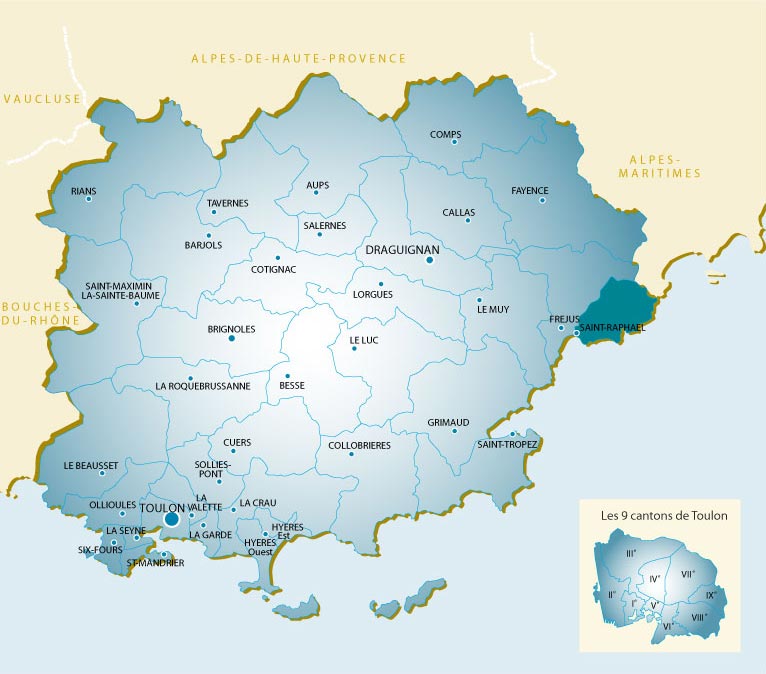 ALPES-DE-HAUTE-PROVENCE
VAUCLUSE
COMPS
ALPES-
MARITIMES
RIANS
AUPS
FAYENCE
TAVERNES
CALLAS
SALERNES
BARJOLS
DRAGUIGNAN
COTIGNAC
SAINT-MAXIMIN
LA-SAINTE-BAUME
LORGUES
BOUCHES-
DU-RHÔNE
LE MUY
FREJUS
SAINT-RAPHAEL
BRIGNOLES
LE LUC
LA ROQUEBRUSSANNE
BESSE
GRIMAUD
SAINT-TROPEZ
CUERS
COLLOBRIERES
LE BEAUSSET
SOLLIES-
PONT
OLLIOULES
TOULON
LA
VALETTE
LA CRAU
LA SEYNE
LA GARDE
HYERES
Est
SIX-FOURS
HYERES
Ouest
ST-MANDRIER
Les 9 cantons de Toulon
III°
IV°
VII°
II°
I°
V°
IX°
VI°
VIII°